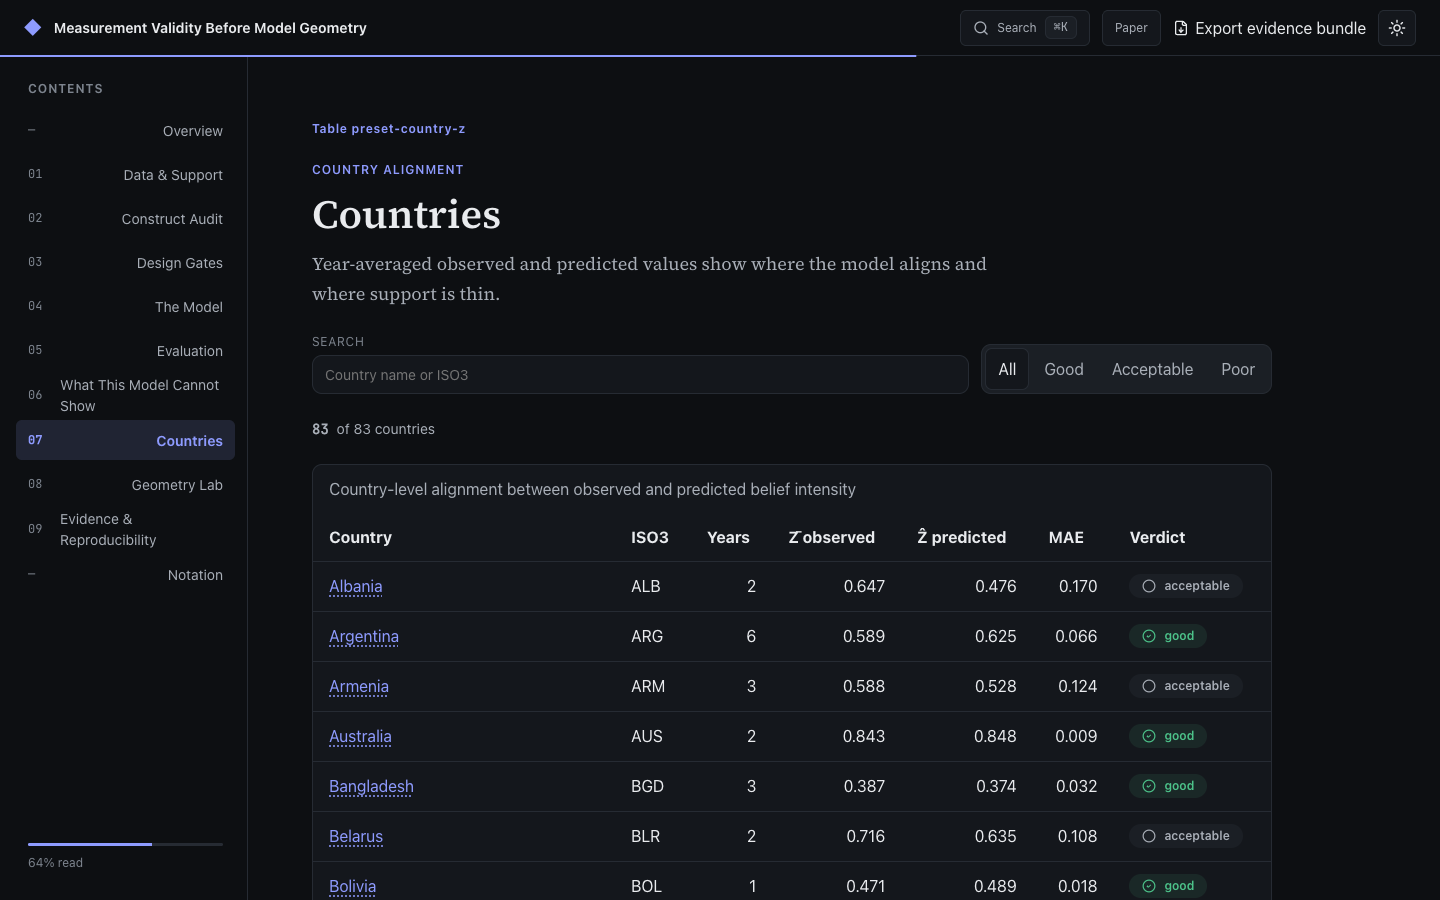 Measurement Validity Before Model Geometry
Search ⌘K
Paper
Export evidence bundle
CONTENTS
— Overview
01 Data & Support
02 Construct Audit
03 Design Gates
04 The Model
05 Evaluation
06 What This Model Cannot
Show
07 Countries
08 Geometry Lab
09 Evidence &
Reproducibility
— Notation
64% read
Table preset-country-z
COUNTRY ALIGNMENT
Countries
Year-averaged observed and predicted values show where the model aligns and
where support is thin.
SEARCH
Country name or ISO3
All Good Acceptable Poor
83 of 83 countries
Country-level alignment between observed and predicted belief intensity
Country ISO3 Years Z̄ observed Ẑ predicted MAE Verdict
Albania ALB 2 0.647 0.476 0.170 acceptable
Argentina ARG 6 0.589 0.625 0.066 good
Armenia ARM 3 0.588 0.528 0.124 acceptable
Australia AUS 2 0.843 0.848 0.009 good
Bangladesh BGD 3 0.387 0.374 0.032 good
Belarus BLR 2 0.716 0.635 0.108 acceptable
Bolivia BOL 1 0.471 0.489 0.018 good